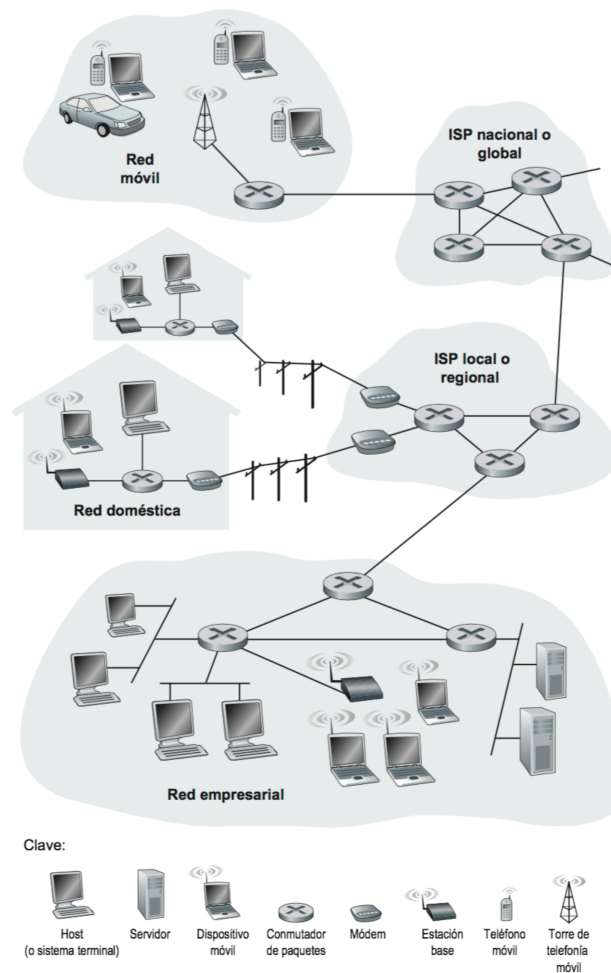 Red
móvil
ISP nacional o
global
ISP local o
regional
Red doméstica
Red empresarial
Clave:
Host
(o sistema terminal)
Servidor
Dispositivo
móvil
Conmutador
de paquetes
Módem
Estación
base
Teléfono
móvil
Torre de
telefonía
móvil